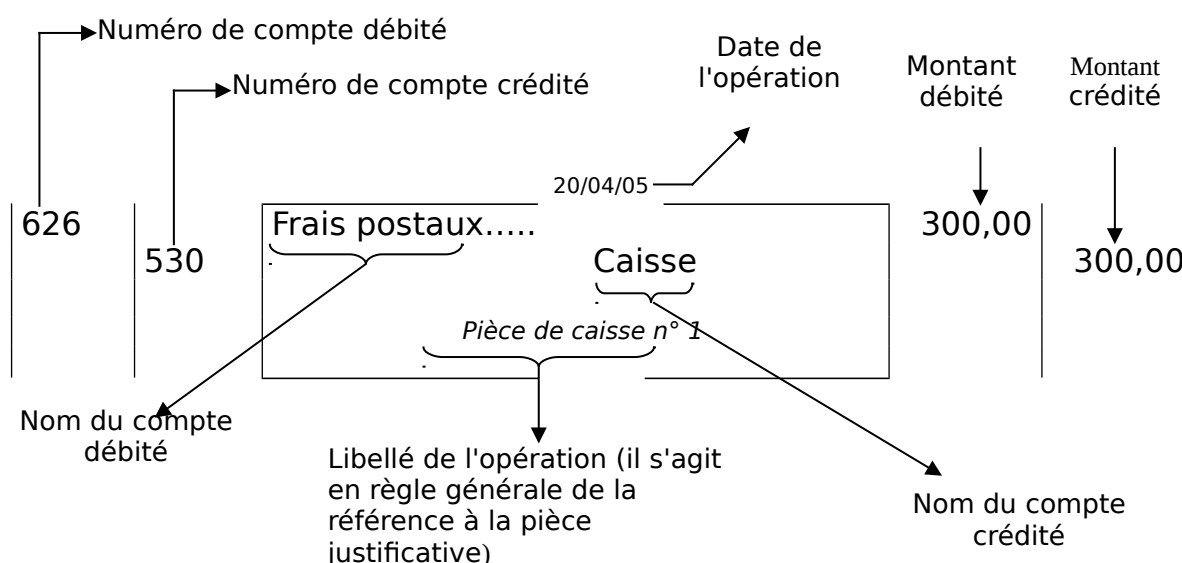 Numéro de compte débité
Numéro de compte crédité
Date de
l'opération
Montant
débité
Montant
crédité
20/04/05
626
Frais postaux.....
300,00
530
Caisse
300,00
.
.
Pièce de caisse n° 1
.
Nom du compte
débité
Libellé de l'opération (il s'agit
en règle générale de la
référence à la pièce
justificative)
Nom du compte
crédité